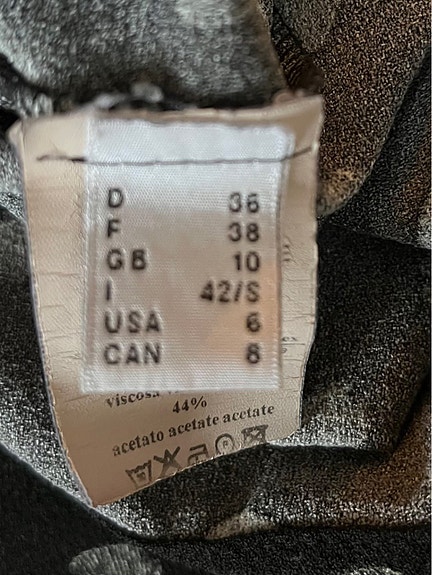 D 36
F 38
GB 10
I 42/S
USA 6
CAN 8
viscosa
44%
acetato acetate acetate